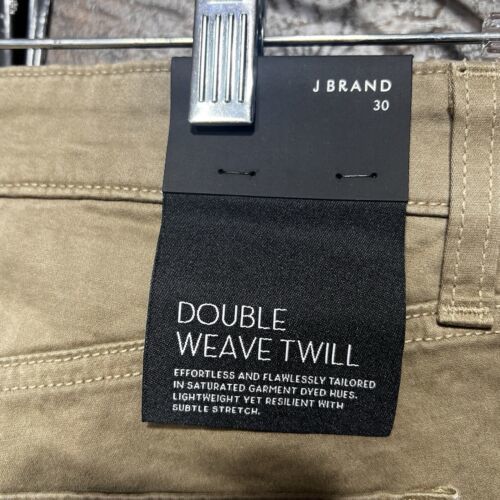 J BRAND
30
DOUBLE
WEAVE TWILL
EFFORTLESS AND FLAWLESSLY TAILORED
IN SATURATED GARMENT DYED HUES.
LIGHTWEIGHT YET RESILIENT WITH
SUBTLE STRETCH.